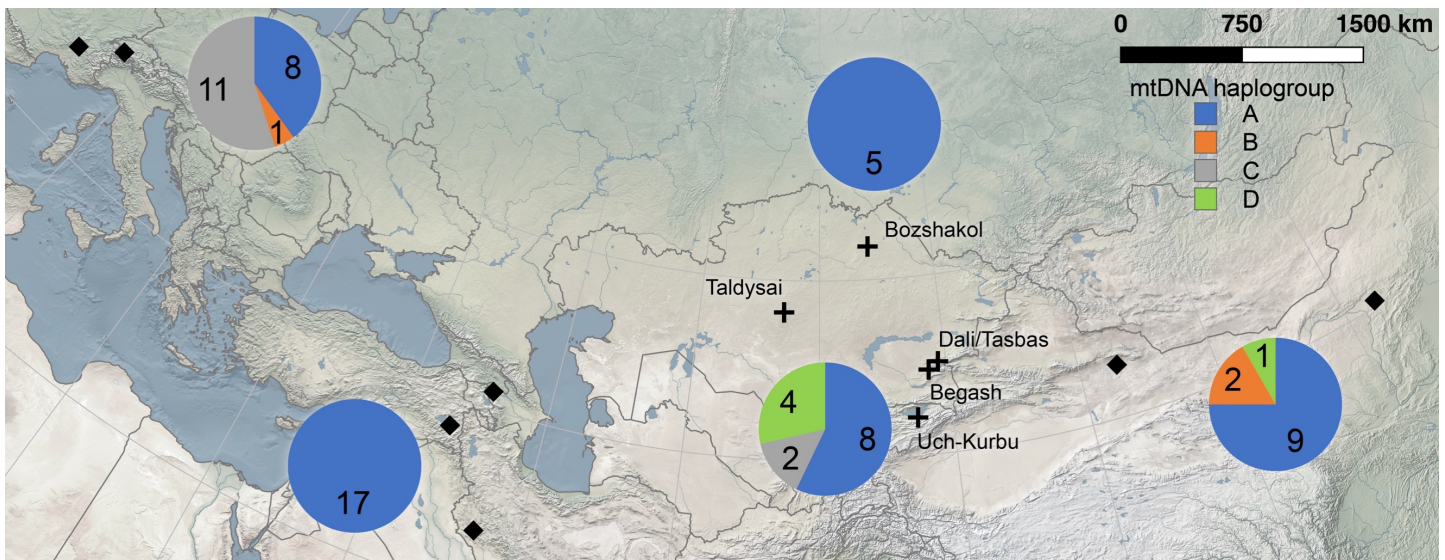 0 750 1500 km
mtDNA haplogroup
A
B
C
D
11 8
1
5
Bozshakol
Taldysai
Dali/Tasbas
Begash
Uch-Kurbu
4
2 8
1
2
9
17